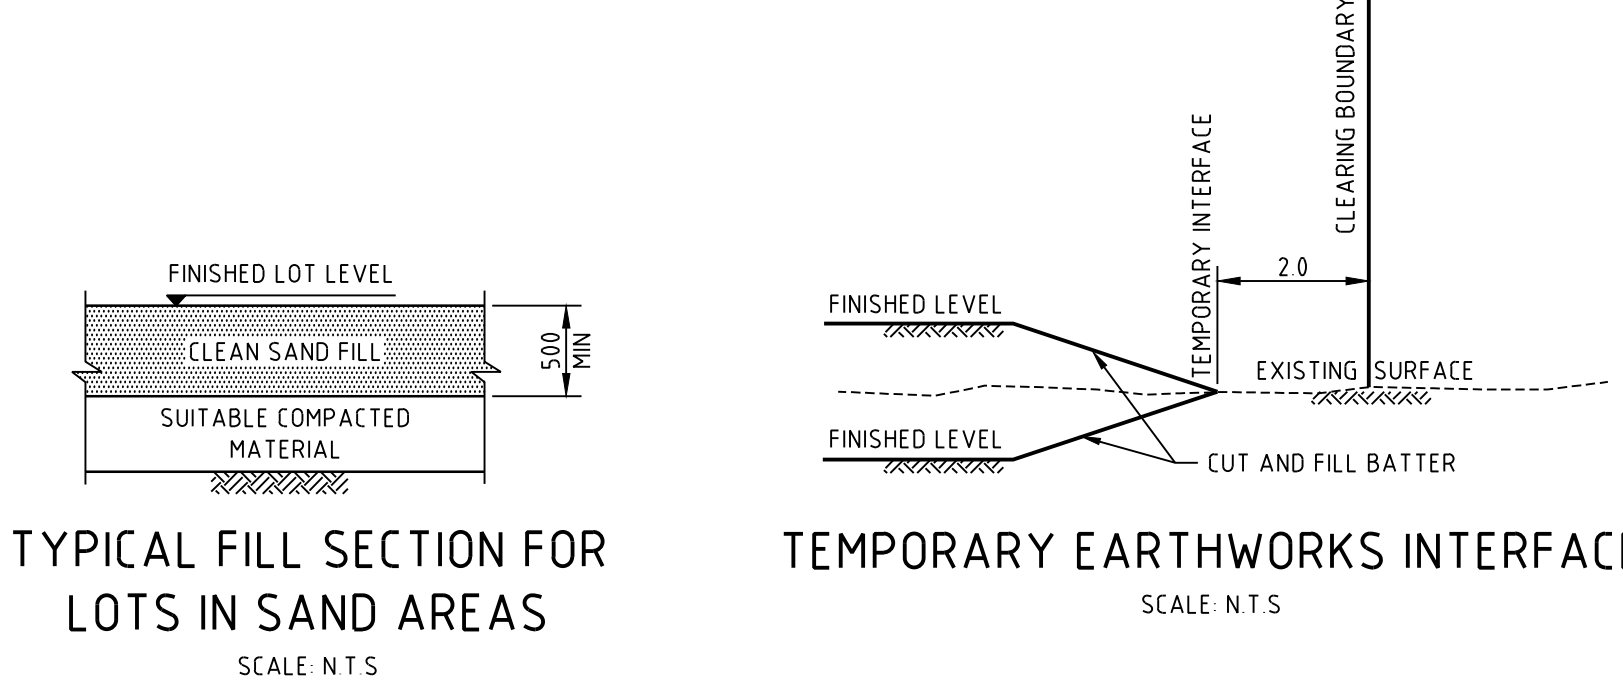 FINISHED LOT LEVEL
CLEAN SAND FILL
500
MIN
SUITABLE COMPACTED
MATERIAL
TYPICAL FILL SECTION FOR
LOTS IN SAND AREAS
SCALE: N.T.S
CLEARING BOUNDARY
TEMPORARY INTERFACE
2.0
FINISHED LEVEL
EXISTING SURFACE
FINISHED LEVEL
CUT AND FILL BATTER
TEMPORARY EARTHWORKS INTERFAC
SCALE: N.T.S